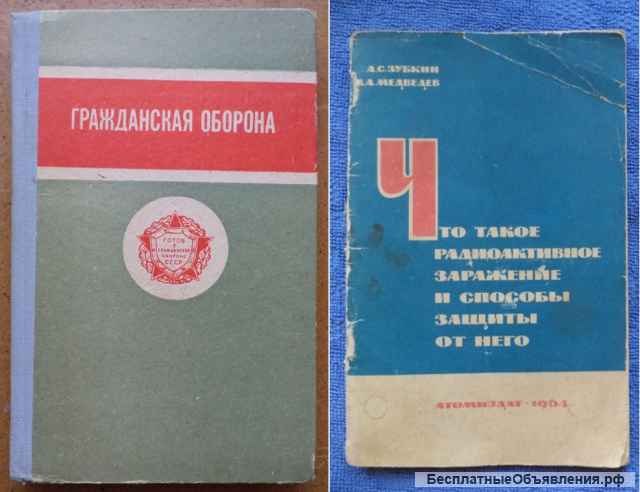 ГРАЖДАНСКАЯ ОБОРОНА
ГОТОВ
К
ГРАЖДАНСКОЙ
ОБОРОНЕ
СССР
А.С.ЗУБКИН
В.А.МЕДВЕДЕВ
ЧТО ТАКОЕ
РАДИОАКТИВНОЕ
ЗАРАЖЕНИЕ
И СПОСОБЫ
ЗАЩИТЫ
ОТ НЕГО
АТОМИЗДАТ · 1964
БесплатныеОбъявления.рф